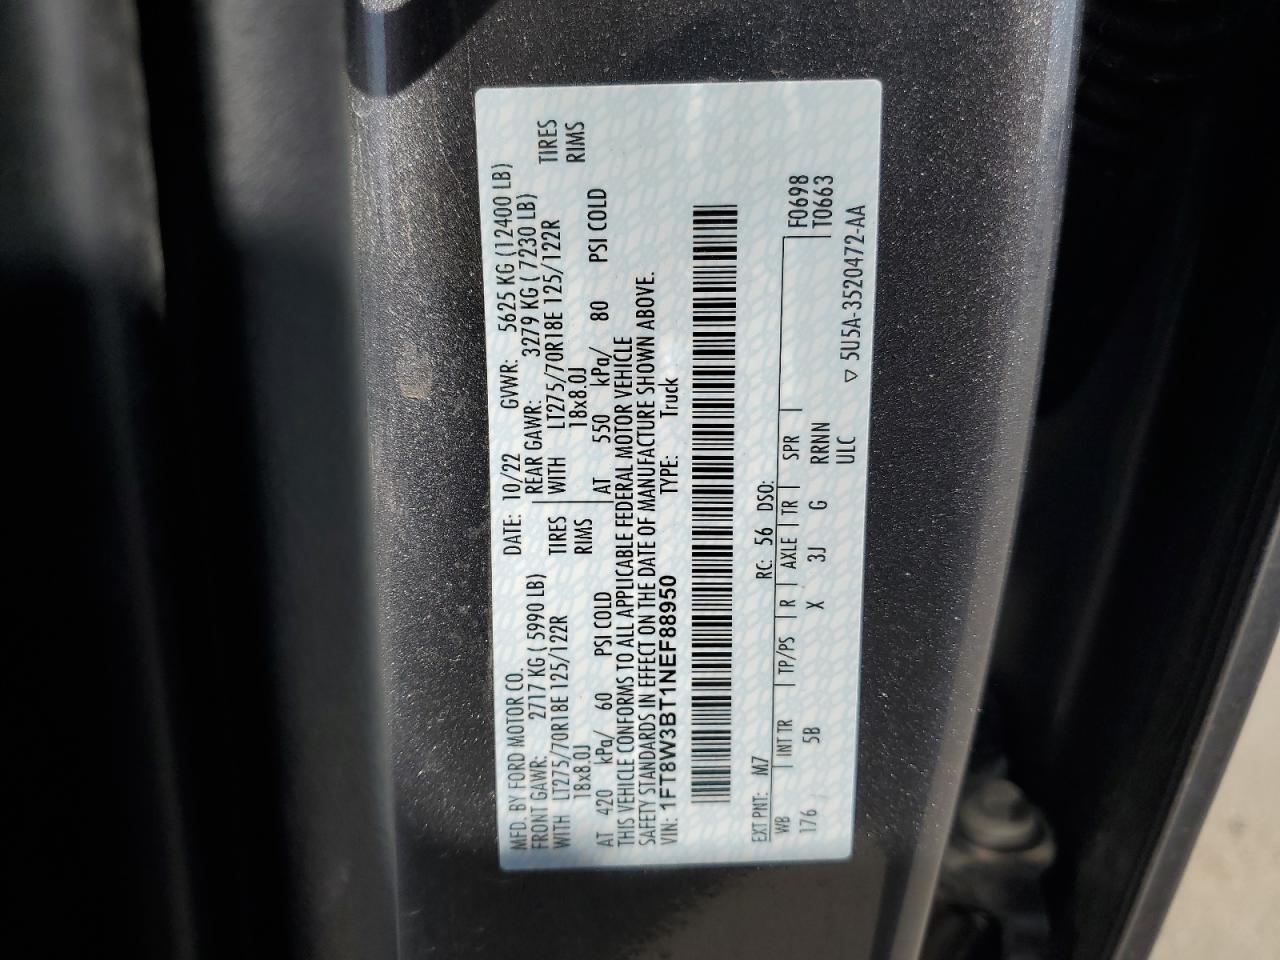 MFD. BY FORD MOTOR CO. DATE: 10/22 GVWR: 5625 KG (12400 LB)
FRONT GAWR: 2717 KG ( 5990 LB) REAR GAWR: 3279 KG ( 7230 LB)
WITH LT275/70R18E 125/122R TIRES WITH LT275/70R18E 125/122R TIRES
18x8.0J RIMS 18x8.0J RIMS
AT 420 kPa/ 60 PSI COLD AT 550 kPa/ 80 PSI COLD
THIS VEHICLE CONFORMS TO ALL APPLICABLE FEDERAL MOTOR VEHICLE
SAFETY STANDARDS IN EFFECT ON THE DATE OF MANUFACTURE SHOWN ABOVE.
VIN: 1FT8W3BT1NEF88950 TYPE: Truck
EXT PNT: M7 RC: 56 DSO:
WB INT TR TP/PS R AXLE TR SPR F0698
176 5B X 3J G RRNN T0663
ULC
▽ 5U5A-3520472-AA